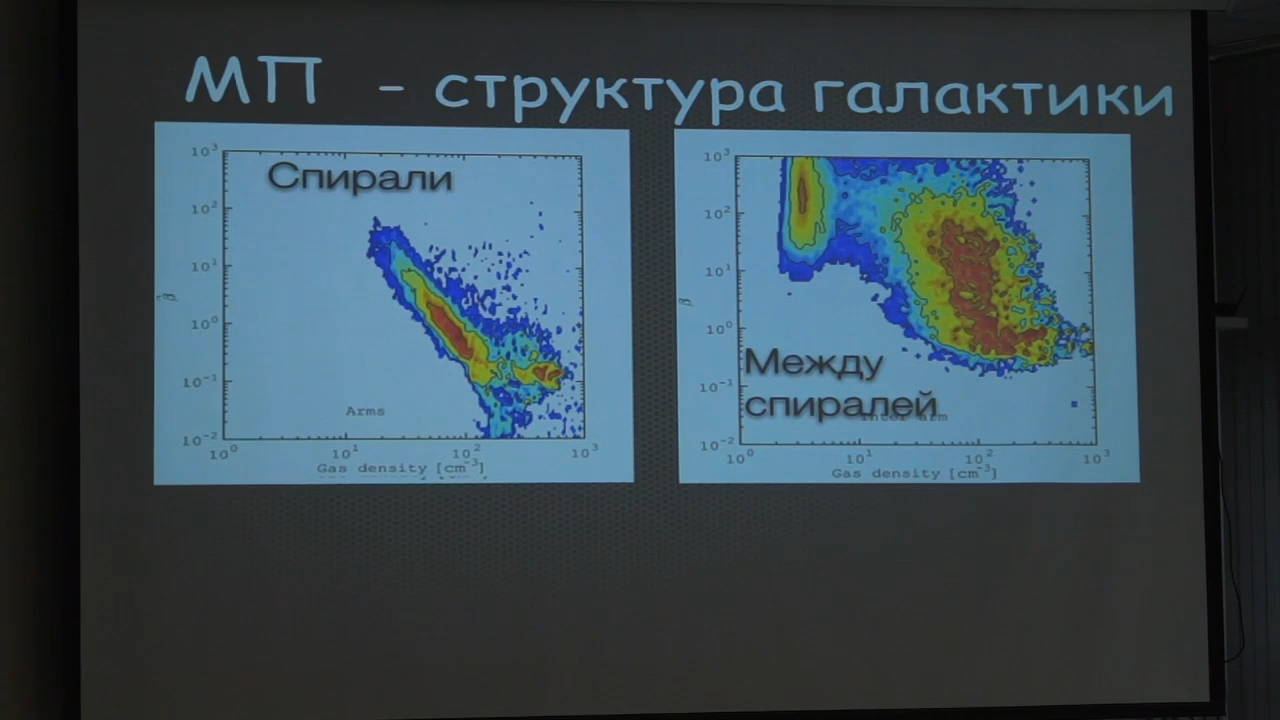 МП - структура галактики
Спирали
10³
10²
10¹
10⁰
10⁻¹
10⁻²
β
Arms
10⁰ 10¹ 10² 10³
Gas density [cm⁻³]
10³
10²
10¹
10⁰
10⁻¹
10⁻²
β
Между
спиралей
Inter arm
10⁰ 10¹ 10² 10³
Gas density [cm⁻³]